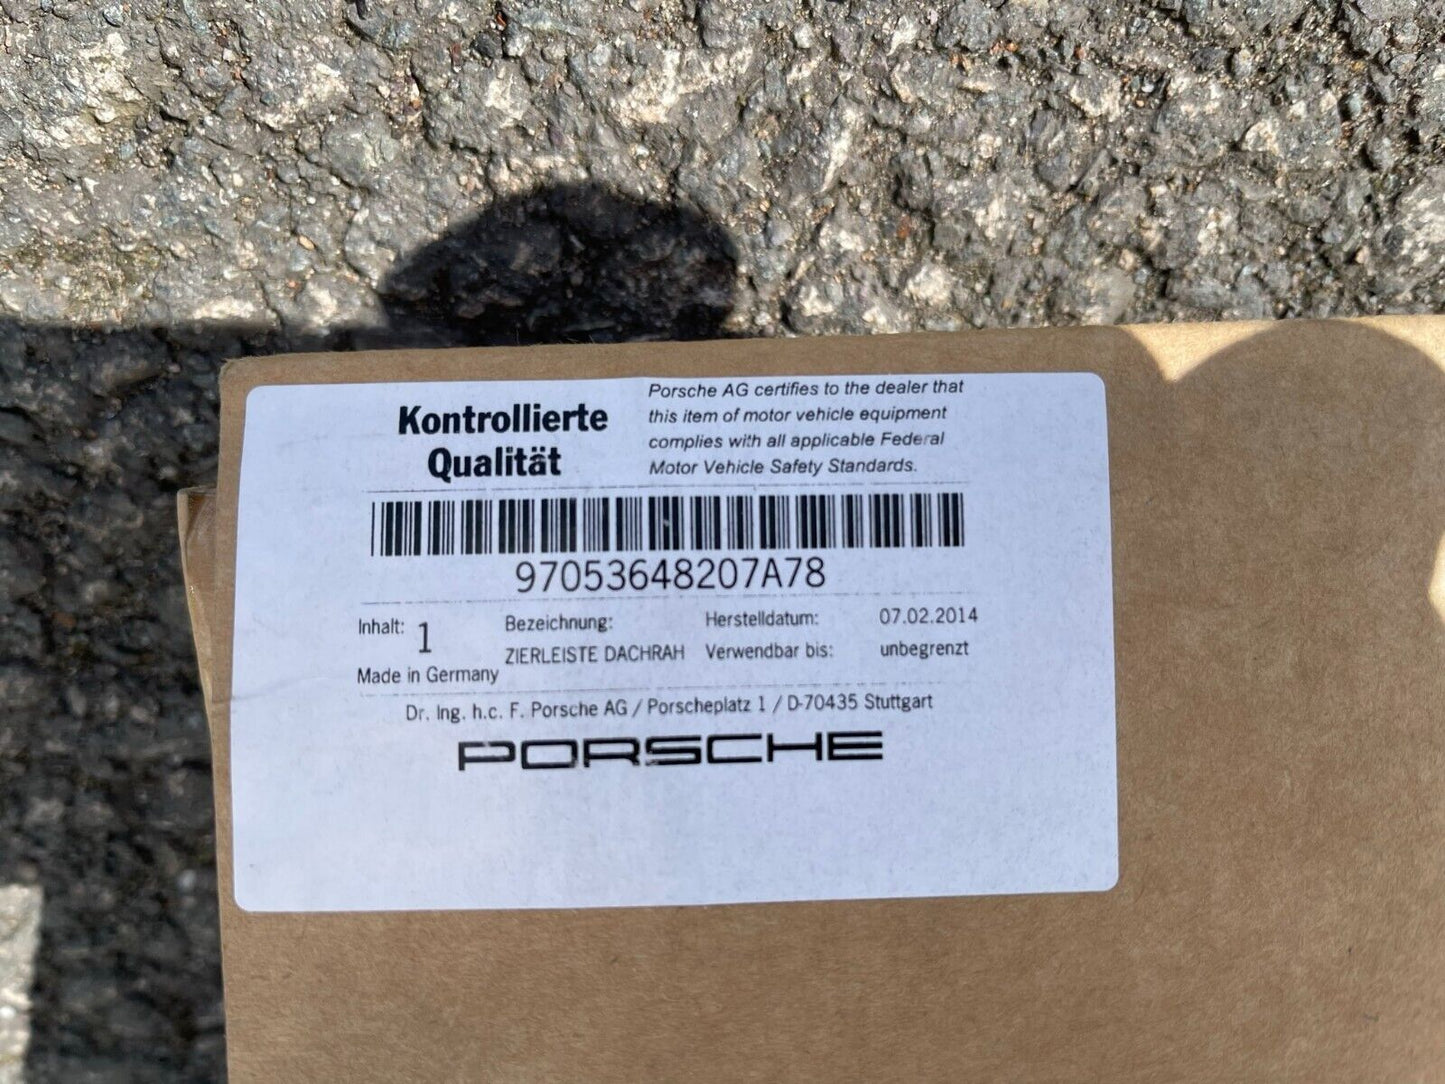 Kontrollierte
Qualität
Porsche AG certifies to the dealer that
this item of motor vehicle equipment
complies with all applicable Federal
Motor Vehicle Safety Standards.
97053648207A78
Inhalt: 1
Made in Germany
Bezeichnung:
ZIERLEISTE DACHRAH
Herstelldatum: 07.02.2014
Verwendbar bis: unbegrenzt
Dr. Ing. h.c. F. Porsche AG / Porscheplatz 1 / D-70435 Stuttgart
PORSCHE